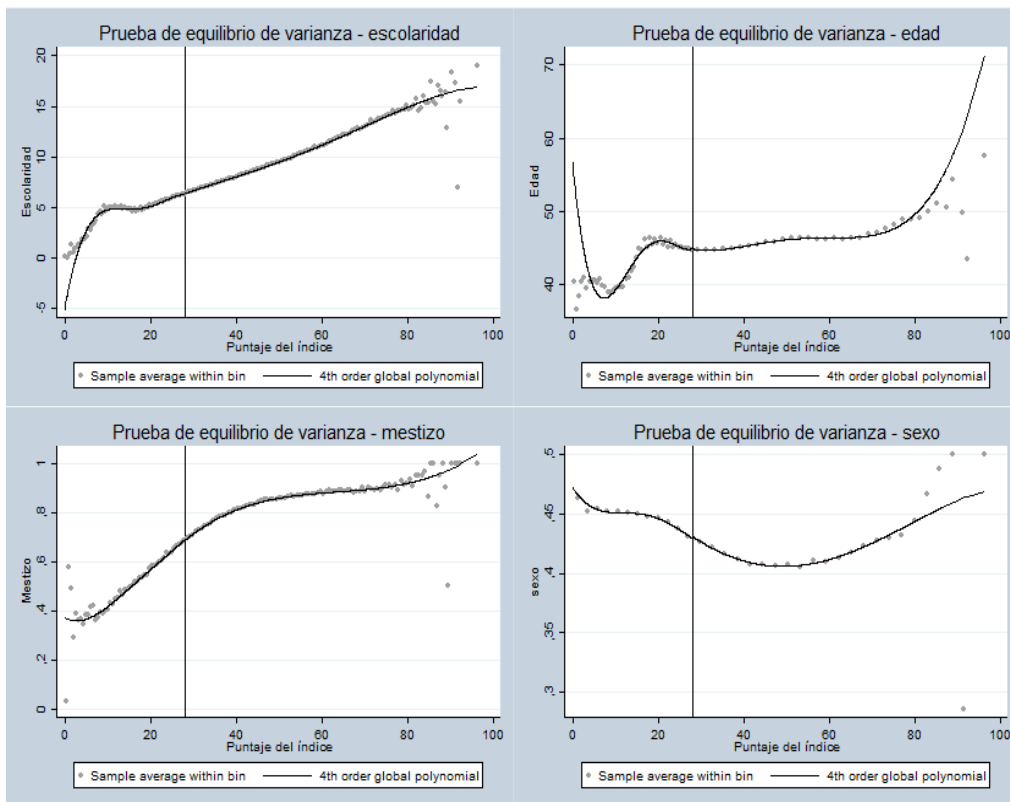 Prueba de equilibrio de varianza - escolaridad
Escolaridad
20
15
10
5
0
-5
0 20 40 60 80 100
Puntaje del índice
Sample average within bin 4th order global polynomial
Prueba de equilibrio de varianza - edad
Edad
70
60
50
40
0 20 40 60 80 100
Puntaje del índice
Sample average within bin 4th order global polynomial
Prueba de equilibrio de varianza - mestizo
Mestizo
1
,8
,6
,4
,2
0
0 20 40 60 80 100
Puntaje del índice
Sample average within bin 4th order global polynomial
Prueba de equilibrio de varianza - sexo
sexo
,5
,45
,4
,35
,3
0 20 40 60 80 100
Puntaje del índice
Sample average within bin 4th order global polynomial